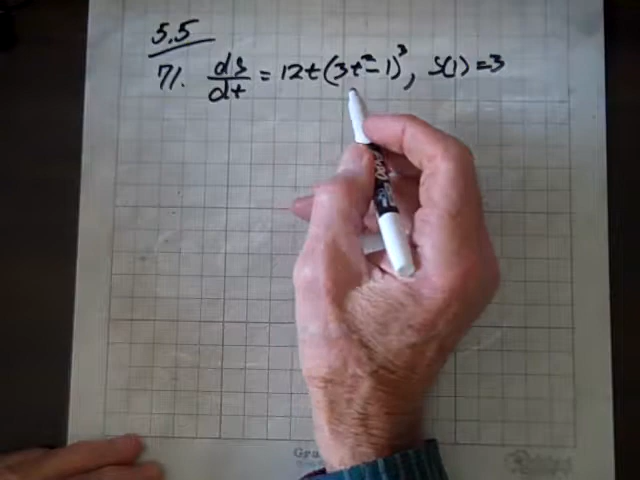 5.5
71. ds/dt = 12t(3t²-1)³, s(1)=3